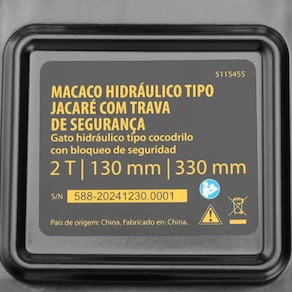 5115455
MACACO HIDRÁULICO TIPO
JACARÉ COM TRAVA
DE SEGURANÇA
Gato hidráulico tipo cocodrilo
con bloqueo de seguridad
2 T | 130 mm | 330 mm
S/N 588-20241230.0001
País de origem: China. Fabricado en: China.